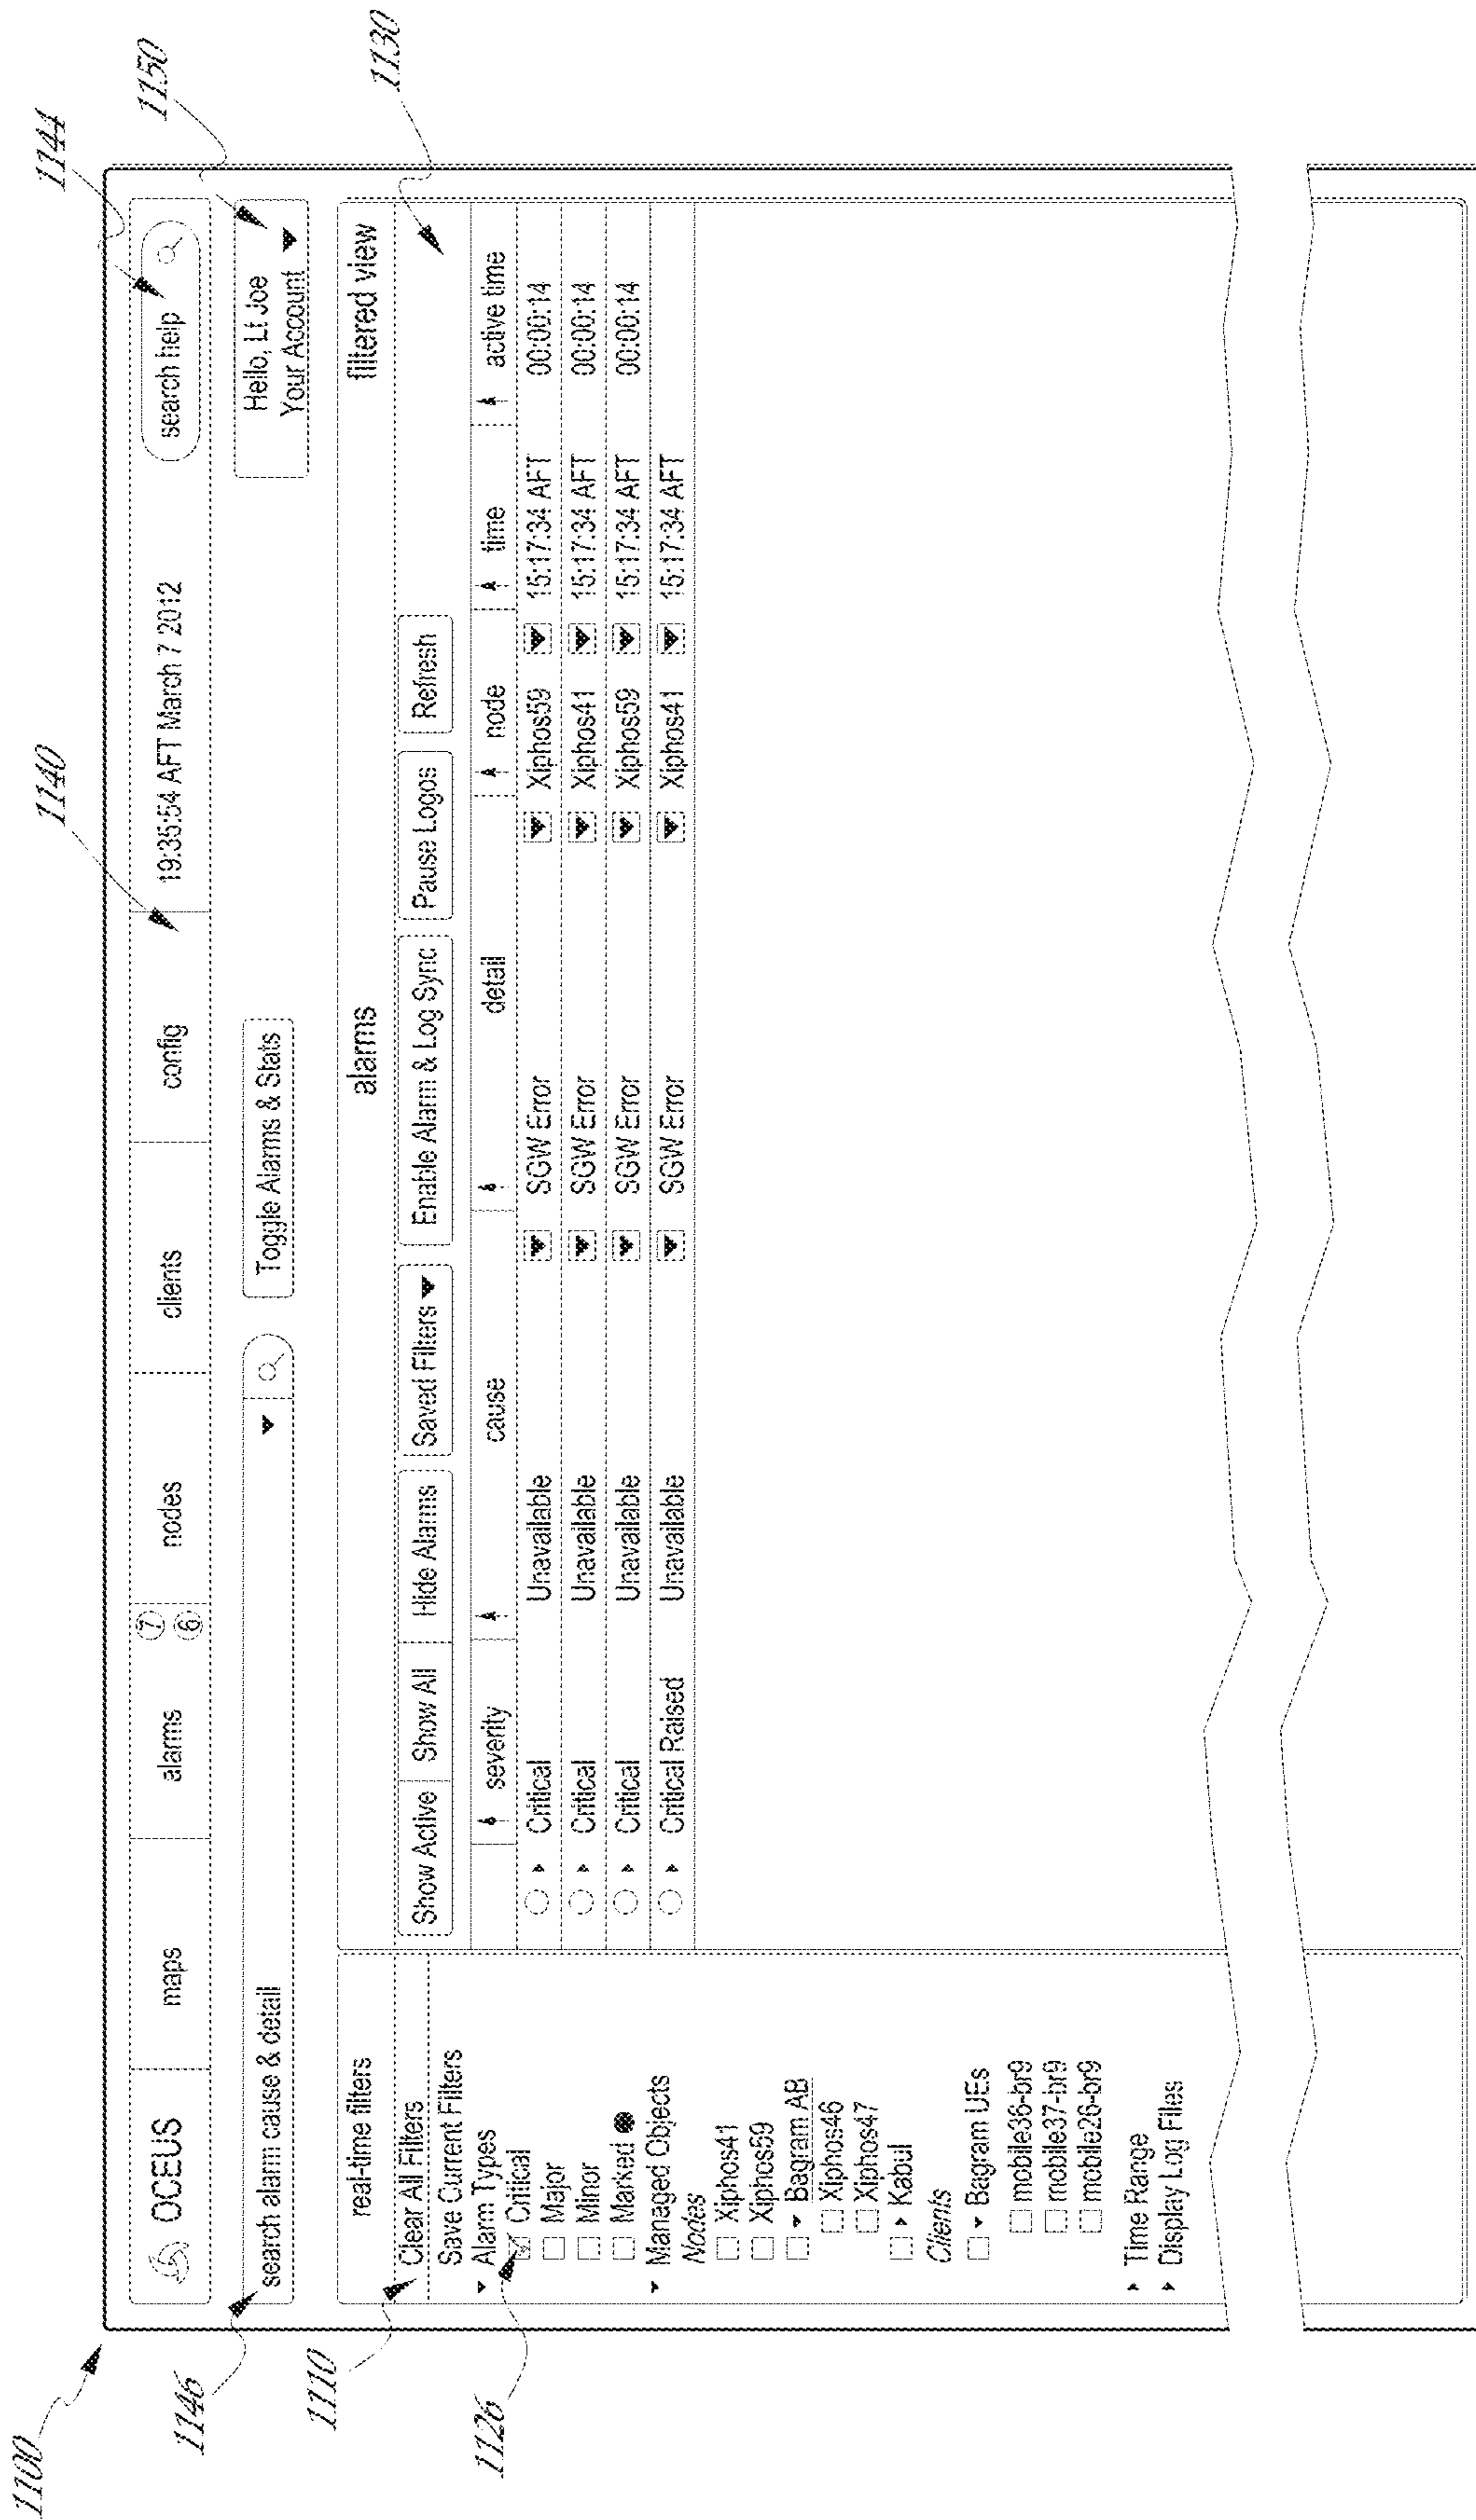 1100
1140
1144
1150
OCEUS maps alarms 7 6 nodes clients config 19:35:54 AFT March 7 2012 search help
1146
search alarm cause & detail Toggle Alarms & Stats Hello, Lt Joe
Your Account
1130
real-time filters alarms filtered view
1110
Clear All Filters Show Active Show All Hide Alarms Saved Filters Enable Alarm & Log Sync Pause Logos Refresh
Save Current Filters
severity cause detail node time active time
Critical Unavailable SGW Error Xiphos59 15:17:34 AFT 00:00:14
Critical Unavailable SGW Error Xiphos41 15:17:34 AFT 00:00:14
Critical Unavailable SGW Error Xiphos59 15:17:34 AFT 00:00:14
Critical Raised Unavailable SGW Error Xiphos41 15:17:34 AFT
Alarm Types
1126
Critical
Major
Minor
Marked
Managed Objects
Nodes
Xiphos41
Xiphos59
Bagram AB
Xiphos46
Xiphos47
Kabul
Clients
Bagram UEs
mobile36-br9
mobile37-br9
mobile26-br9
Time Range
Display Log Files